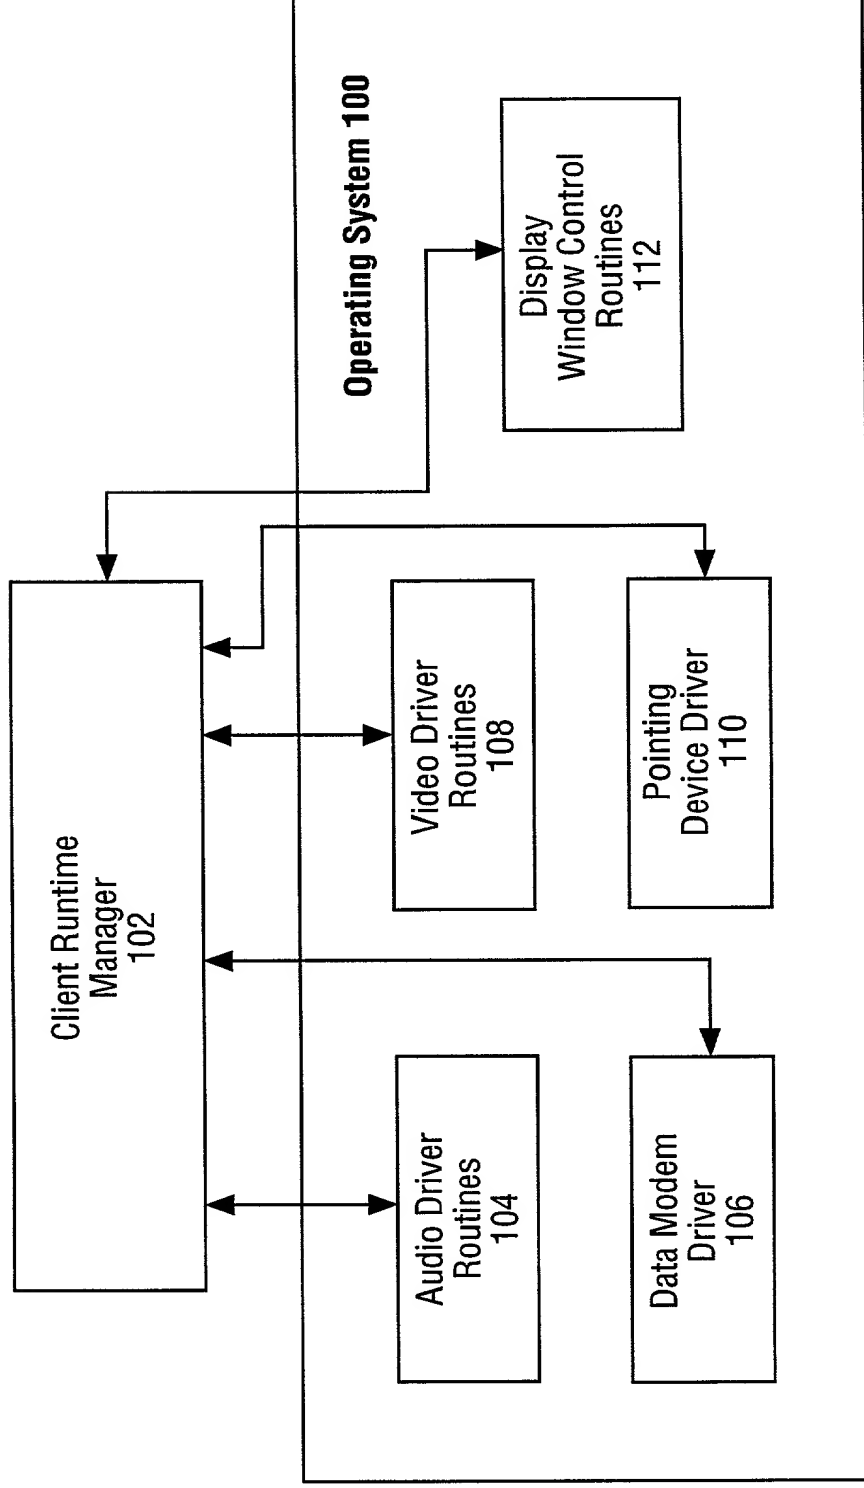 Client Runtime
Manager
102
Operating System 100
Audio Driver
Routines
104
Video Driver
Routines
108
Display
Window Control
Routines
112
Data Modem
Driver
106
Pointing
Device Driver
110